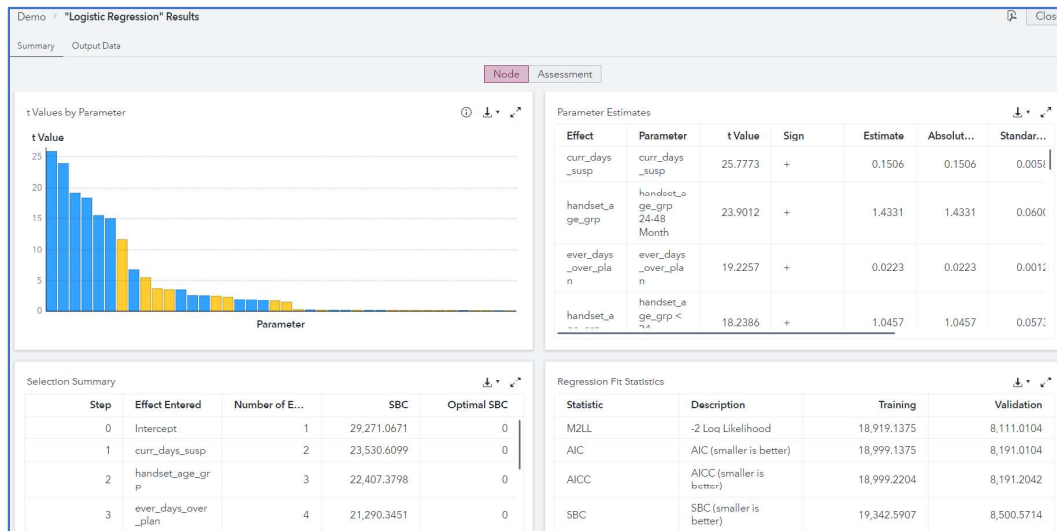 Demo > "Logistic Regression" Results
Close
Summary Output Data
Node Assessment
t Values by Parameter
t Value
25
20
15
10
5
0
Parameter
Parameter Estimates
Effect Parameter t Value Sign Estimate Absolut... Standar...
curr_days
_susp
curr_days
_susp
25.7773 + 0.1506 0.1506 0.0058
handset_a
ge_grp
handset_a
ge_grp
24-48
Month
23.9012 + 1.4331 1.4331 0.0600
ever_days
_over_pla
n
ever_days
_over_pla
n
19.2257 + 0.0223 0.0223 0.0012
handset_a
handset_a
ge_grp <
18.2386 + 1.0457 1.0457 0.0573
Selection Summary
Step Effect Entered Number of E... SBC Optimal SBC
0 Intercept 1 29,271.0671 0
1 curr_days_susp 2 23,530.6099 0
2 handset_age_gr
p
3 22,407.3798 0
3 ever_days_over
_plan
4 21,290.3451 0
Regression Fit Statistics
Statistic Description Training Validation
M2LL -2 Log Likelihood 18,919.1375 8,111.0104
AIC AIC (smaller is better) 18,999.1375 8,191.0104
AICC AICC (smaller is
better)
18,999.2204 8,191.2042
SBC SBC (smaller is
better)
19,342.5907 8,500.5714